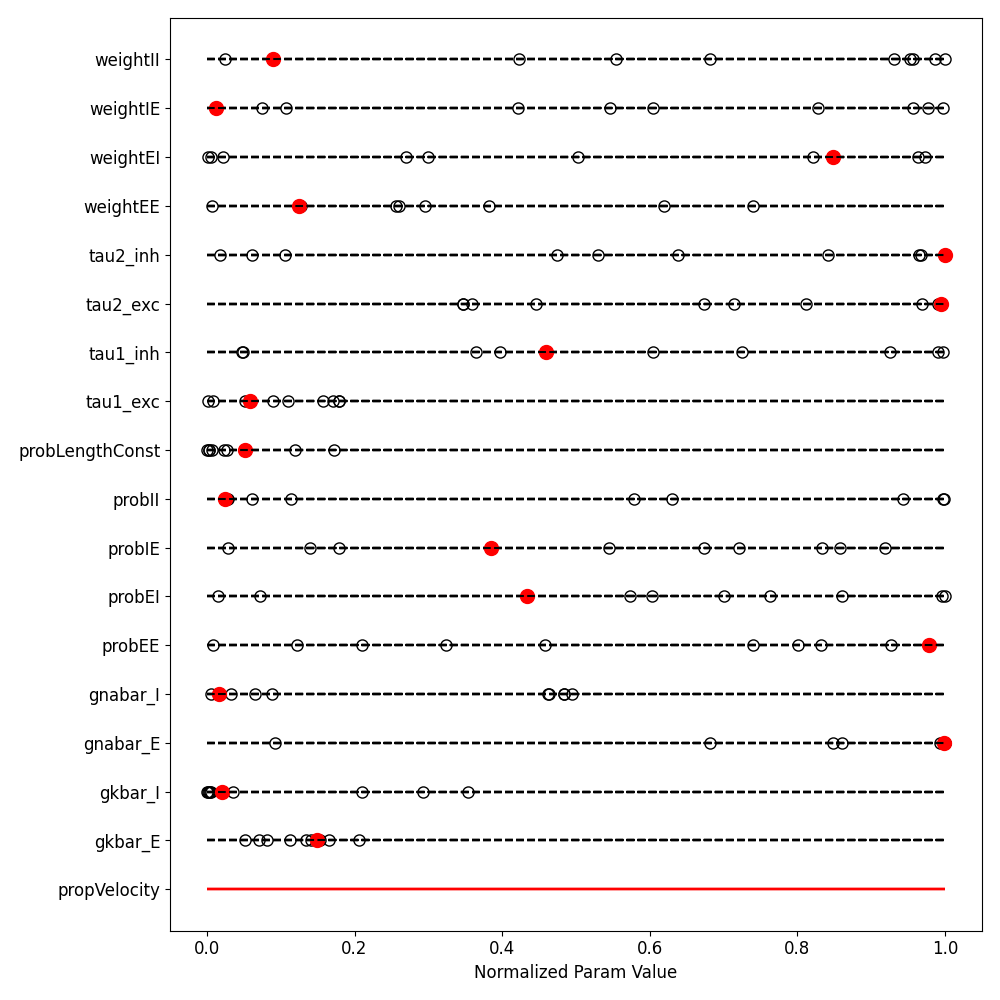 weightII
weightIE
weightEI
weightEE
tau2_inh
tau2_exc
tau1_inh
tau1_exc
probLengthConst
probII
probIE
probEI
probEE
gnabar_I
gnabar_E
gkbar_I
gkbar_E
propVelocity
0.0 0.2 0.4 0.6 0.8 1.0
Normalized Param Value